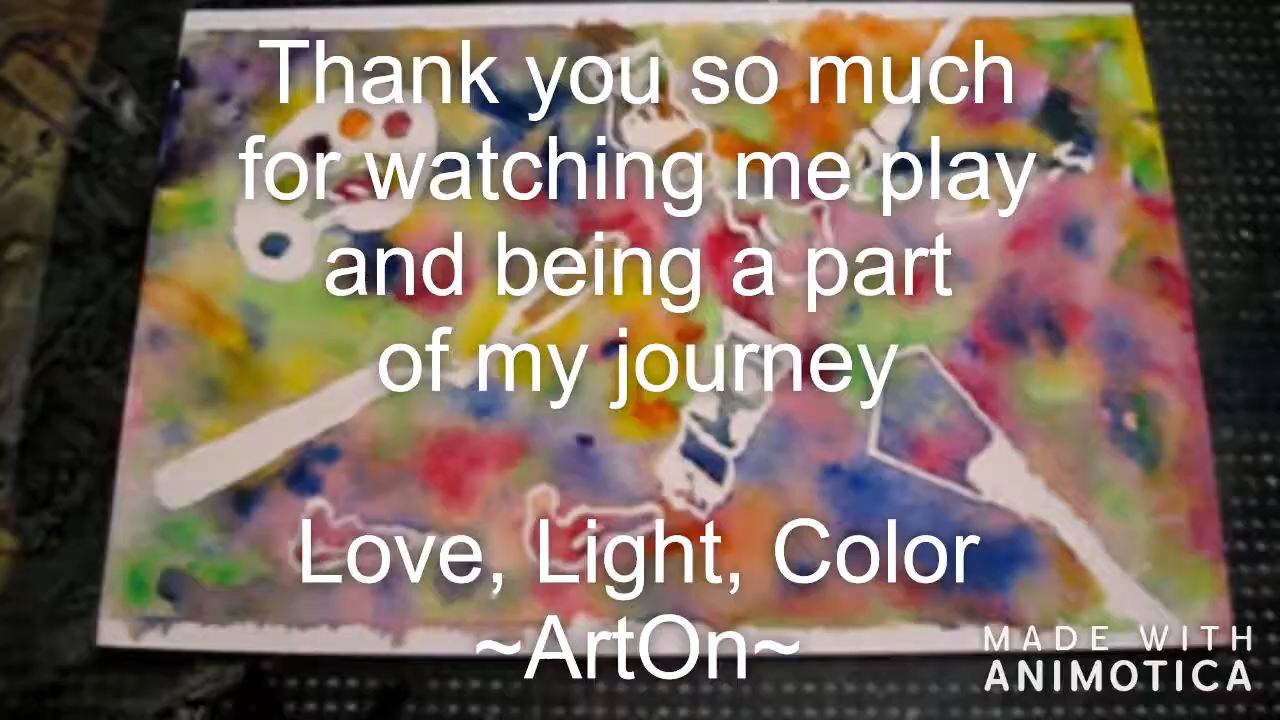 Thank you so much
for watching me play
and being a part
of my journey
Love, Light, Color
~ArtOn~
MADE WITH
ANIMOTICA